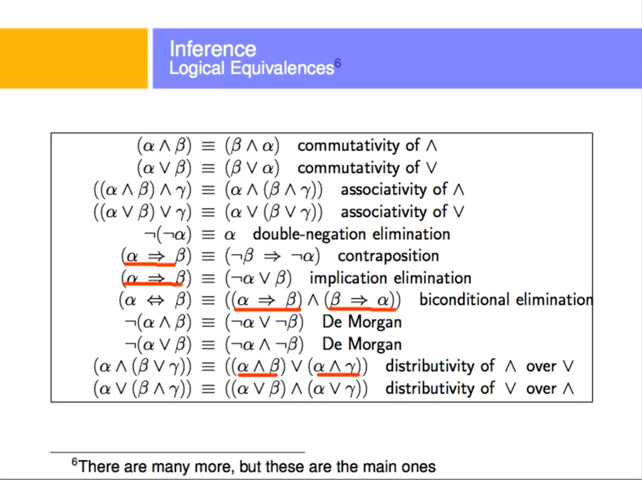 Inference
Logical Equivalences⁶
(α ∧ β) ≡ (β ∧ α) commutativity of ∧
(α ∨ β) ≡ (β ∨ α) commutativity of ∨
((α ∧ β) ∧ γ) ≡ (α ∧ (β ∧ γ)) associativity of ∧
((α ∨ β) ∨ γ) ≡ (α ∨ (β ∨ γ)) associativity of ∨
¬(¬α) ≡ α double-negation elimination
(α ⇒ β) ≡ (¬β ⇒ ¬α) contraposition
(α ⇒ β) ≡ (¬α ∨ β) implication elimination
(α ⇔ β) ≡ ((α ⇒ β) ∧ (β ⇒ α)) biconditional elimination
¬(α ∧ β) ≡ (¬α ∨ ¬β) De Morgan
¬(α ∨ β) ≡ (¬α ∧ ¬β) De Morgan
(α ∧ (β ∨ γ)) ≡ ((α ∧ β) ∨ (α ∧ γ)) distributivity of ∧ over ∨
(α ∨ (β ∧ γ)) ≡ ((α ∨ β) ∧ (α ∨ γ)) distributivity of ∨ over ∧
⁶There are many more, but these are the main ones